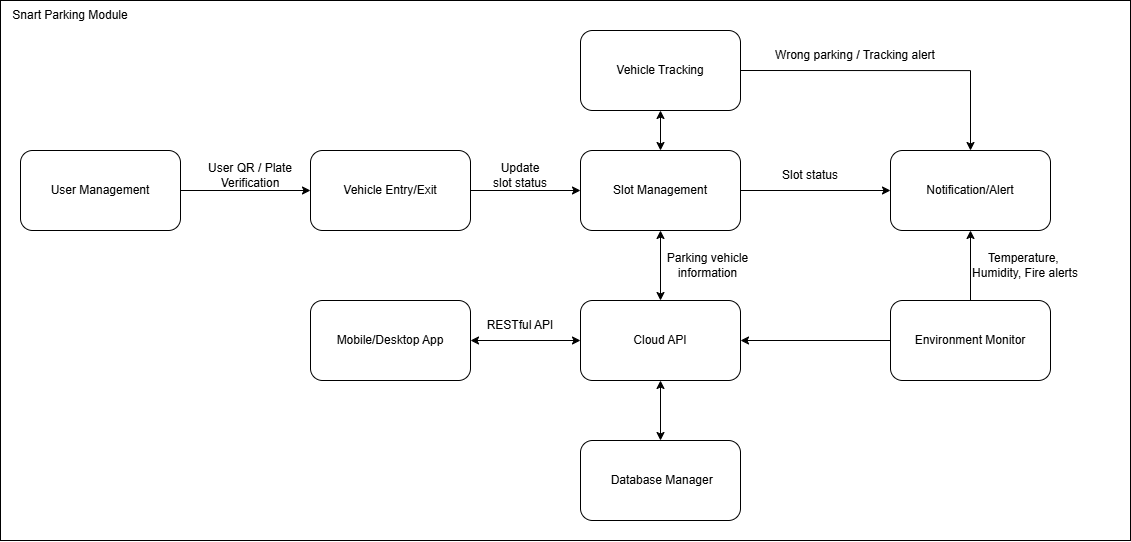 Snart Parking Module
Vehicle Tracking
Wrong parking / Tracking alert
User Management
User QR / Plate
Verification
Vehicle Entry/Exit
Update
slot status
Slot Management
Slot status
Notification/Alert
Parking vehicle
information
Temperature,
Humidity, Fire alerts
Mobile/Desktop App
RESTful API
Cloud API
Environment Monitor
Database Manager